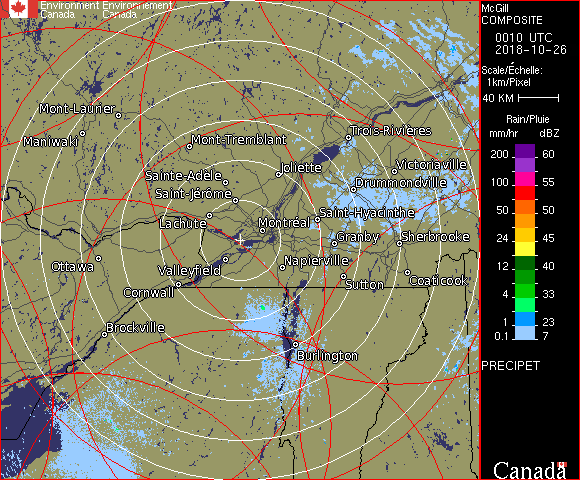 Environment Environnement
Canada Canada
Mont-Laurier
Maniwaki
Mont-Tremblant
Trois-Rivières
Joliette
Victoriaville
Sainte-Adèle
Drummondville
Saint-Jérôme
Lachute
Saint-Hyacinthe
Montréal
Granby
Sherbrooke
Ottawa
Valleyfield
Napierville
Cornwall
Sutton
Coaticook
Brockville
Burlington
McGill
COMPOSITE
0010 UTC
2018-10-26
Scale/Échelle:
1km/Pixel
40 KM
Rain/Pluie
mm/hr dBZ
200 60
100 55
50 50
24 45
12 40
4 33
1 23
0.1 7
PRECIPET
Canada